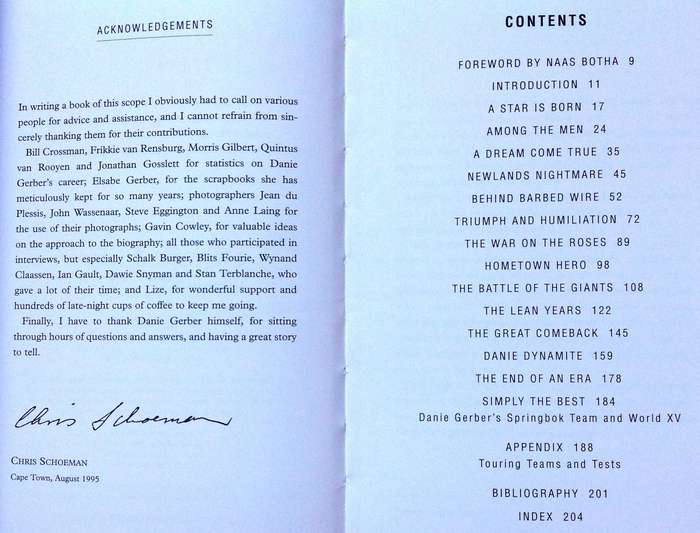 ACKNOWLEDGEMENTS
In writing a book of this scope I obviously had to call on various
people for advice and assistance, and I cannot refrain from sin-
cerely thanking them for their contributions.
Bill Crossman, Frikkie van Rensburg, Morris Gilbert, Quintus
van Rooyen and Jonathan Gosslett for statistics on Danie
Gerber's career; Elsabe Gerber, for the scrapbooks she has
meticulously kept for so many years; photographers Jean du
Plessis, John Wassenaar, Steve Eggington and Anne Laing for
the use of their photographs; Gavin Cowley, for valuable ideas
on the approach to the biography; all those who participated in
interviews, but especially Schalk Burger, Blits Fourie, Wynand
Claassen, Ian Gault, Dawie Snyman and Stan Terblanche, who
gave a lot of their time; and Lize, for wonderful support and
hundreds of late-night cups of coffee to keep me going.
Finally, I have to thank Danie Gerber himself, for sitting
through hours of questions and answers, and having a great story
to tell.
Chris Schoeman
CHRIS SCHOEMAN
Cape Town, August 1995
CONTENTS
FOREWORD BY NAAS BOTHA 9
INTRODUCTION 11
A STAR IS BORN 17
AMONG THE MEN 24
A DREAM COME TRUE 35
NEWLANDS NIGHTMARE 45
BEHIND BARBED WIRE 52
TRIUMPH AND HUMILIATION 72
THE WAR ON THE ROSES 89
HOMETOWN HERO 98
THE BATTLE OF THE GIANTS 108
THE LEAN YEARS 122
THE GREAT COMEBACK 145
DANIE DYNAMITE 159
THE END OF AN ERA 178
SIMPLY THE BEST 184
Danie Gerber's Springbok Team and World XV
APPENDIX 188
Touring Teams and Tests
BIBLIOGRAPHY 201
INDEX 204